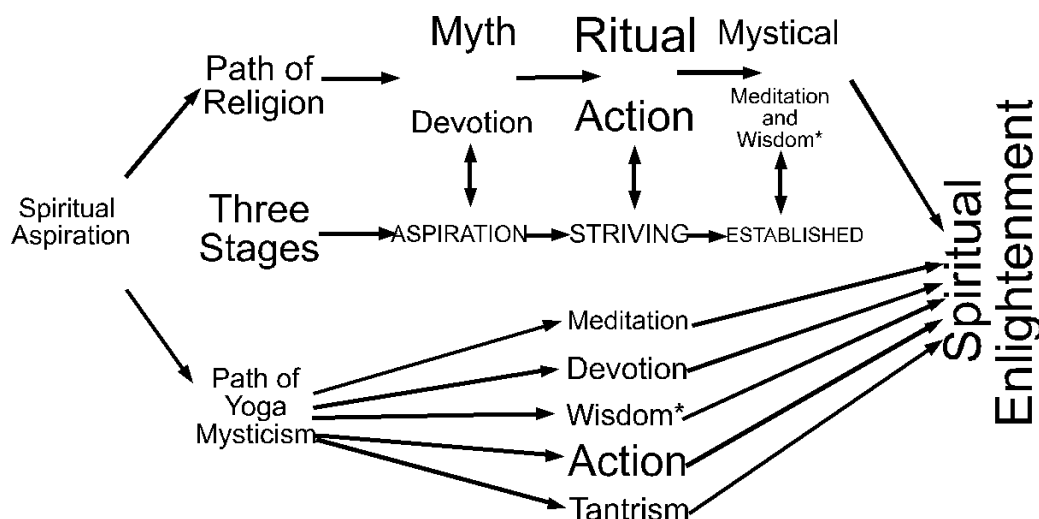 Myth
Ritual
Mystical
Path of
Religion
Devotion
Action
Meditation
and
Wisdom*
Spiritual
Aspiration
Three
Stages
ASPIRATION
STRIVING
ESTABLISHED
Path of
Yoga
Mysticism
Meditation
Devotion
Wisdom*
Action
Tantrism
Spiritual
Enlightenment